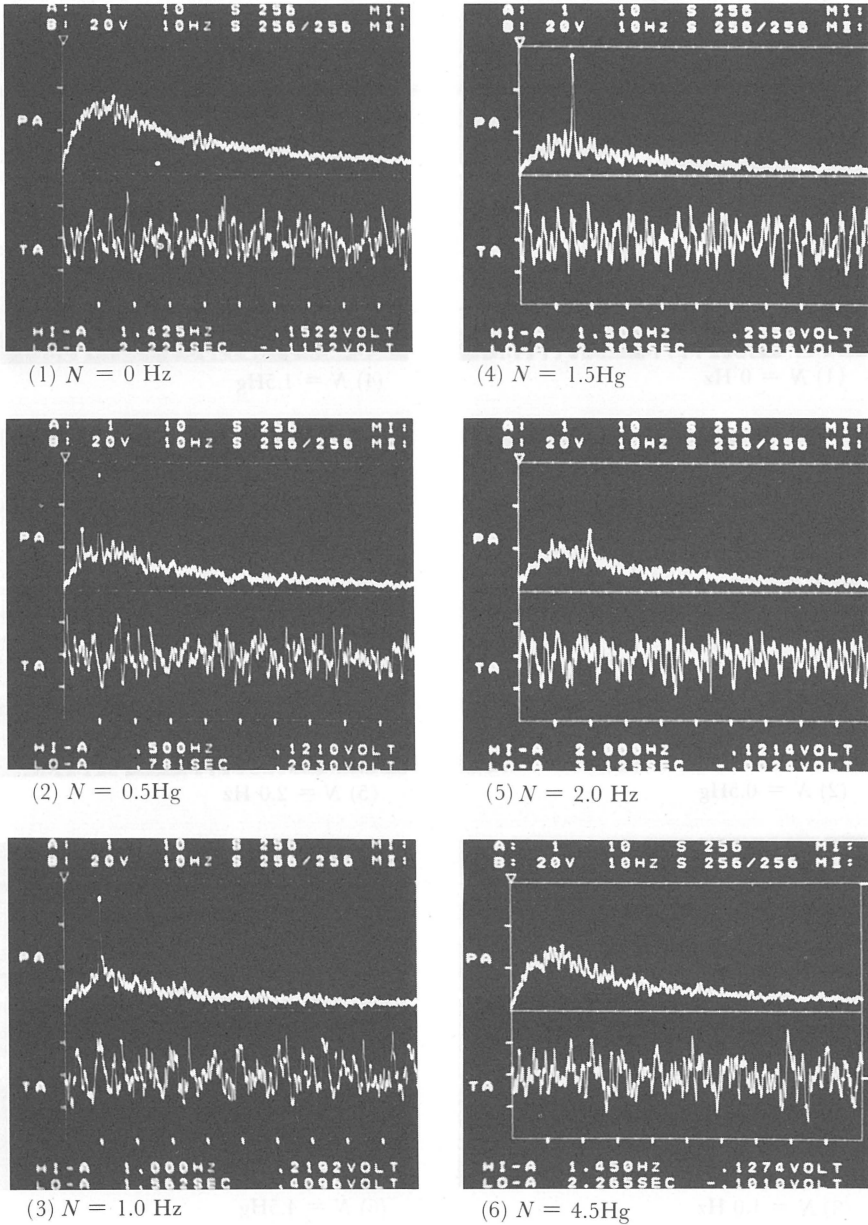 A: 1 10 S 256 MI:
B: 20V 10HZ S 256/256 MI:
PA
TA
HI-A 1.425HZ .1522VOLT
LO-A 2.226SEC -.1152VOLT
(1) N = 0 Hz
A: 1 10 S 256 MI:
B: 20V 10HZ S 256/256 MI:
PA
TA
HI-A .500HZ .1210VOLT
LO-A .781SEC .2030VOLT
(2) N = 0.5Hg
A: 1 10 S 256 MI:
B: 20V 10HZ S 256/256 MI:
PA
TA
HI-A 1.000HZ .2192VOLT
LO-A 1.562SEC .4096VOLT
(3) N = 1.0 Hz
A: 1 10 S 256 MI:
B: 20V 10HZ S 256/256 MI:
PA
TA
HI-A 1.500HZ .2350VOLT
LO-A 2.343SEC
(4) N = 1.5Hg
A: 1 10 S 256 MI:
B: 20V 10HZ S 256/256 MI:
PA
TA
HI-A 2.000HZ .1214VOLT
LO-A 3.125SEC -.0024VOLT
(5) N = 2.0 Hz
A: 1 10 S 256 MI:
B: 20V 10HZ S 256/256 MI:
PA
TA
HI-A 1.450HZ .1274VOLT
LO-A 2.265SEC -.1010VOLT
(6) N = 4.5Hg